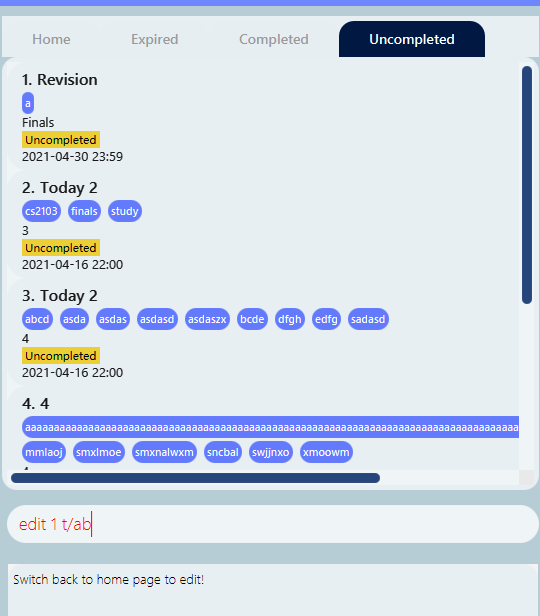 Home Expired Completed Uncompleted
1. Revision
a
Finals
Uncompleted
2021-04-30 23:59
2. Today 2
cs2103 finals study
3
Uncompleted
2021-04-16 22:00
3. Today 2
abcd asda asdas asdasd asdaszx bcde dfgh edfg sadasd
4
Uncompleted
2021-04-16 22:00
4. 4
mmlaoj smxlmoe smxnalwxm sncbal swjjnxo xmoowm
edit 1 t/ab
Switch back to home page to edit!